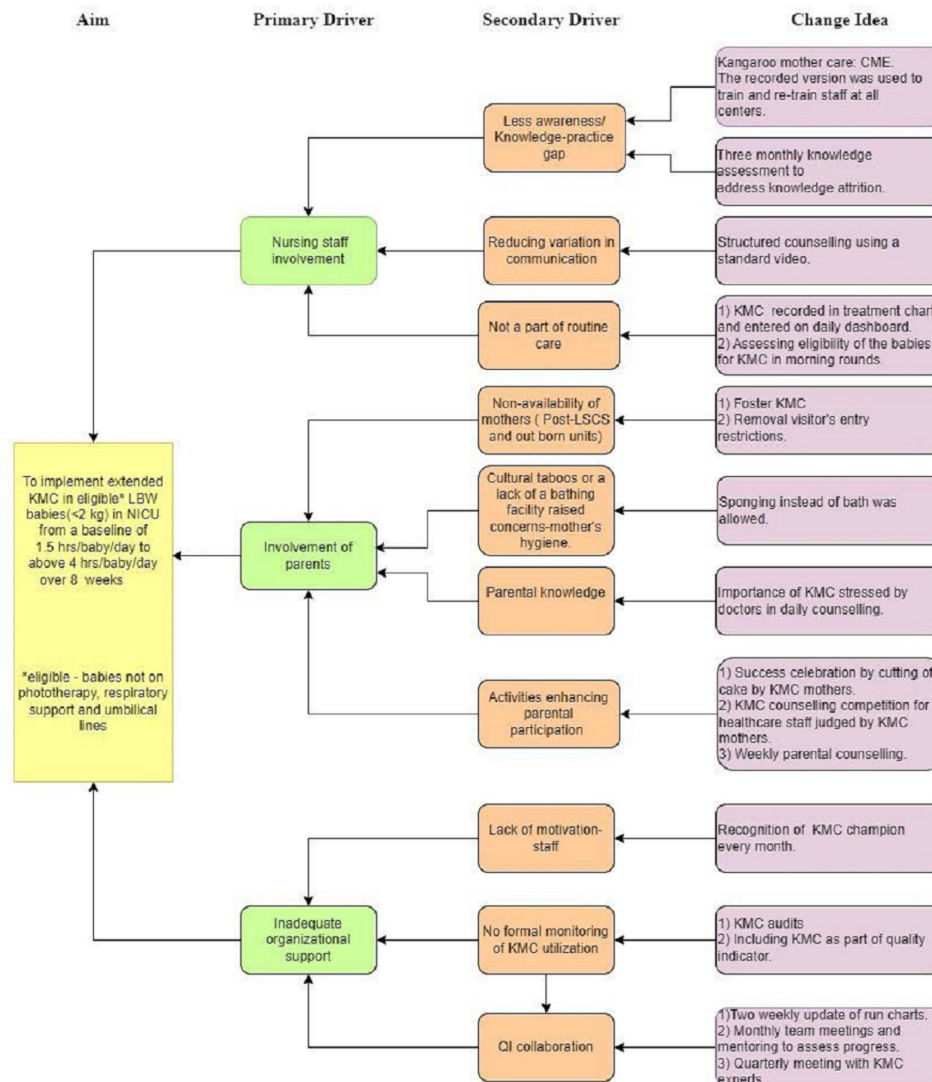 Aim
Primary Driver
Secondary Driver
Change Idea
Kangaroo mother care: CME.
The recorded version was used to
train and re-train staff at all
centers.
Less awareness/
Knowledge-practice
gap
Three monthly knowledge
assessment to
address knowledge attrition.
Nursing staff
involvement
Reducing variation in
communication
Structured counselling using a
standard video.
Not a part of routine
care
1) KMC recorded in treatment chart
and entered on daily dashboard.
2) Assessing eligibility of the babies
for KMC in morning rounds.
Non-availability of
mothers ( Post-LSCS
and out born units)
1) Foster KMC
2) Removal visitor's entry
restrictions.
To implement extended
KMC in eligible* LBW
babies(<2 kg) in NICU
from a baseline of
1.5 hrs/baby/day to
above 4 hrs/baby/day
over 8 weeks
*eligible - babies not on
phototherapy, respiratory
support and umbilical
lines
Involvement of
parents
Cultural taboos or a
lack of a bathing
facility raised
concerns-mother's
hygiene.
Sponging instead of bath was
allowed.
Parental knowledge
Importance of KMC stressed by
doctors in daily counselling.
Activities enhancing
parental
participation
1) Success celebration by cutting of
cake by KMC mothers.
2) KMC counselling competition for
healthcare staff judged by KMC
mothers.
3) Weekly parental counselling.
Lack of motivation-
staff
Recognition of KMC champion
every month.
Inadequate
organizational
support
No formal monitoring
of KMC utilization
1) KMC audits
2) Including KMC as part of quality
indicator.
QI collaboration
1)Two weekly update of run charts.
2) Monthly team meetings and
mentoring to assess progress.
3) Quarterly meeting with KMC
experts